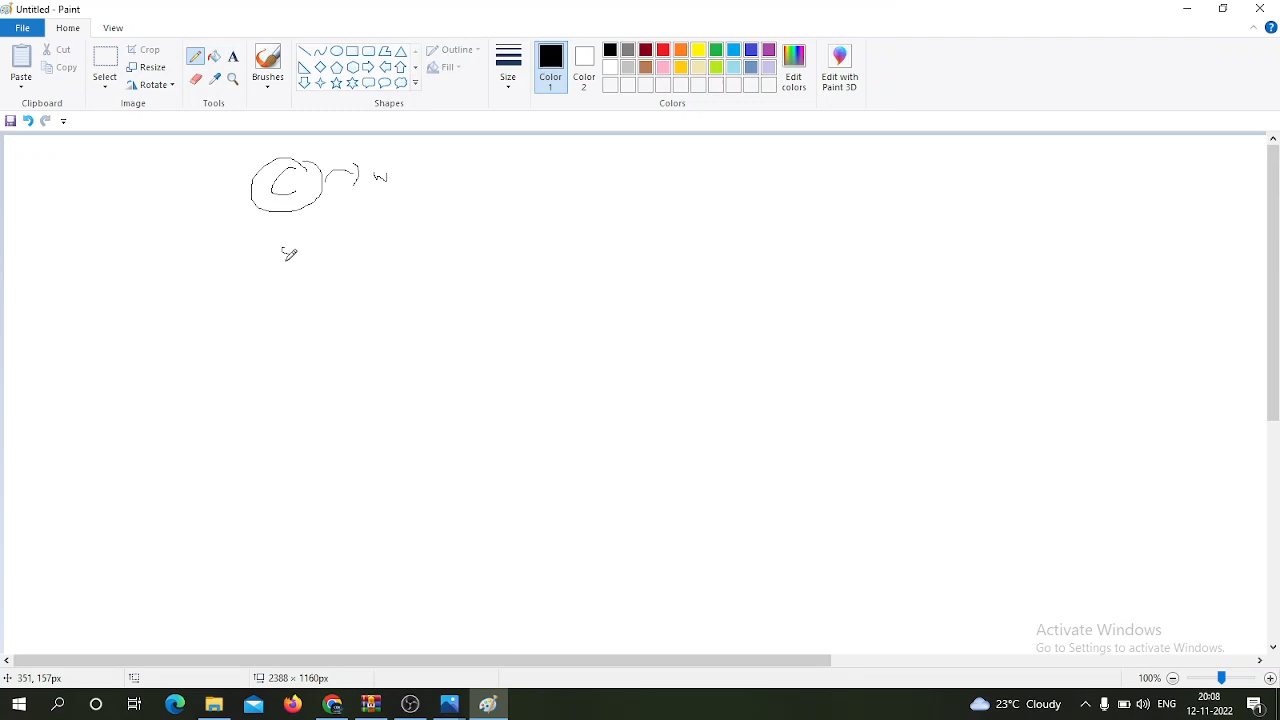 Untitled - Paint
File Home View
Paste Cut Copy Select Crop Resize Rotate Brushes Outline Fill Size Color 1 Color 2 Edit colors Edit with Paint 3D
Clipboard Image Tools Shapes Colors
Activate Windows
Go to Settings to activate Windows.
351, 157px 2388 × 1160px 100%
23°C Cloudy ENG 20:08 12-11-2022